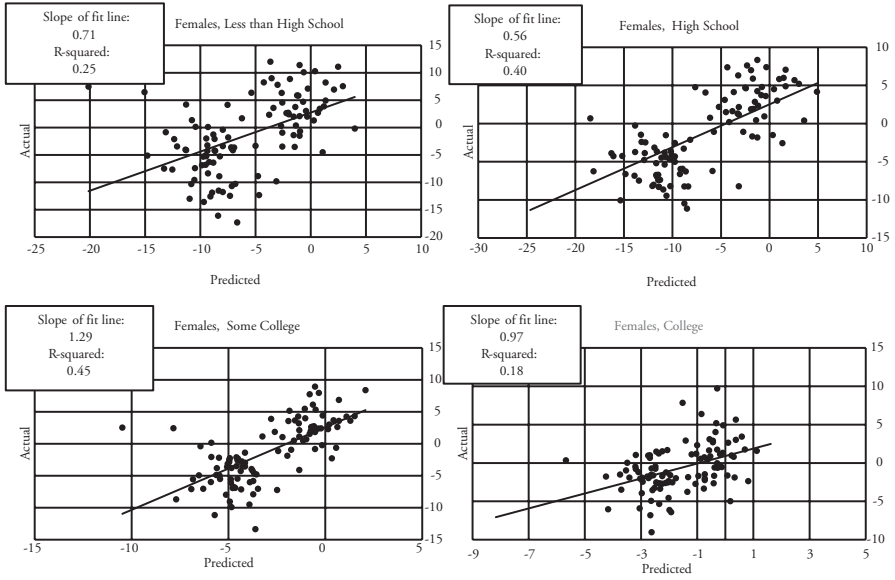 Slope of fit line:
0.71
R-squared:
0.25
Females, Less than High School
15
10
5
0
-5
-10
-15
-20
Actual
-25 -20 -15 -10 -5 0 5 10
Predicted
Slope of fit line:
0.56
R-squared:
0.40
Females, High School
10
5
0
-5
-10
-15
Actual
-30 -25 -20 -15 -10 -5 0 5
Predicted
Slope of fit line:
1.29
R-squared:
0.45
Females, Some College
15
10
5
0
-5
-10
-15
Actual
-15 -10 -5 0 5
Predicted
Slope of fit line:
0.97
R-squared:
0.18
Females, College
15
10
5
0
-5
-10
Actual
-9 -7 -5 -3 -1 1 3 5
Predicted